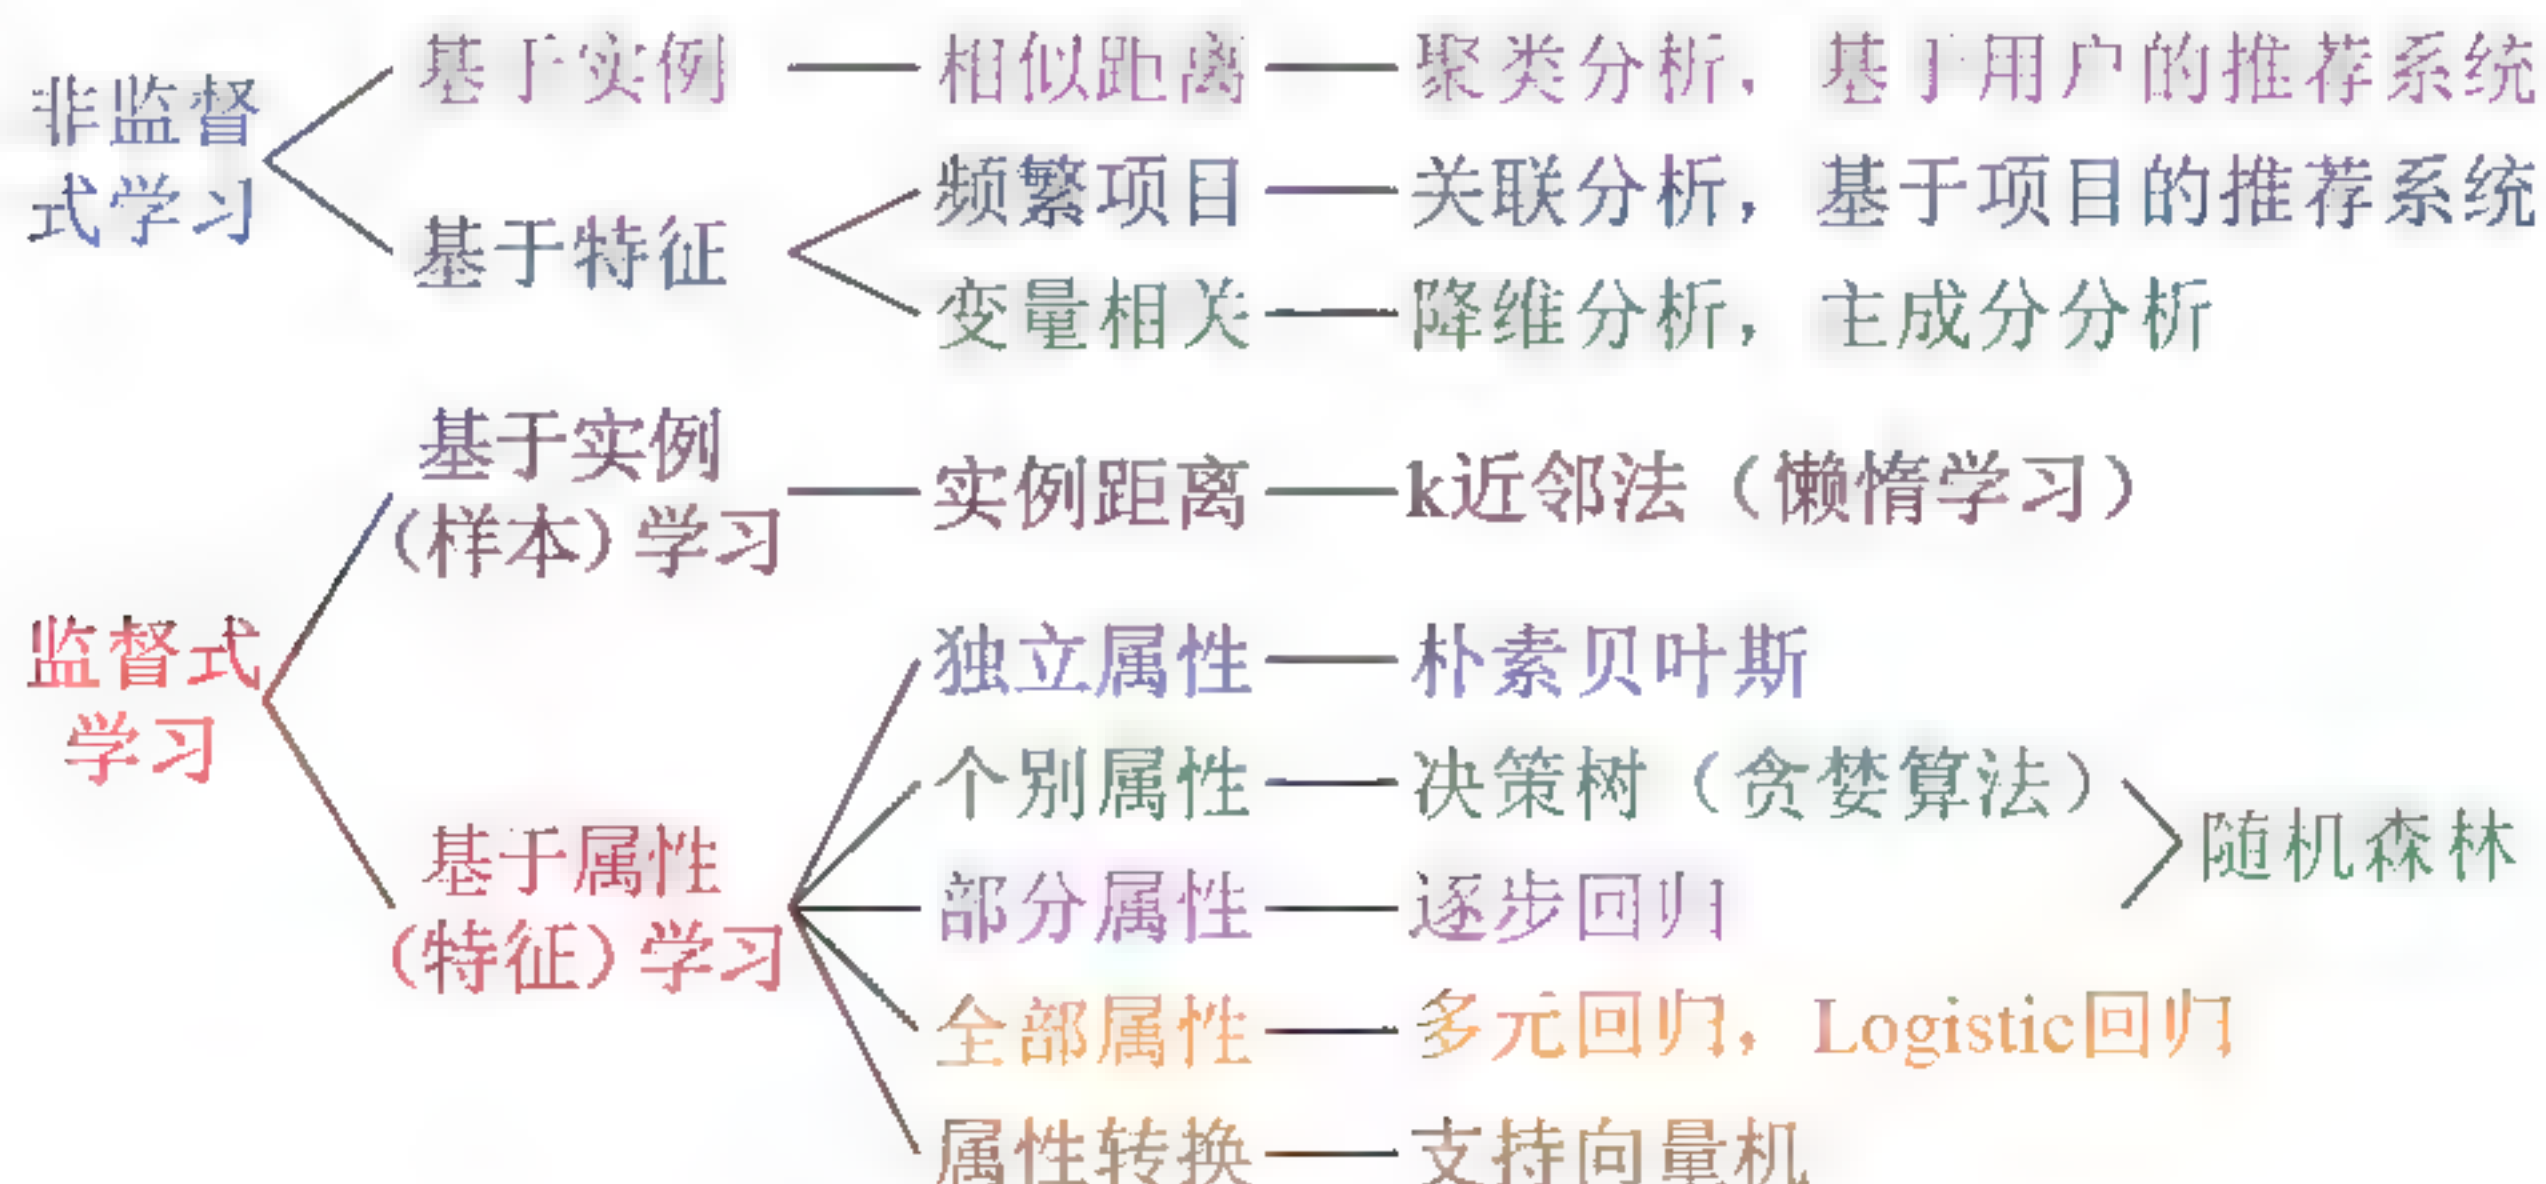 非监督
式学习
基于实例
相似距离
聚类分析，基于用户的推荐系统
基于特征
频繁项目
关联分析，基于项目的推荐系统
变量相关
降维分析，主成分分析
监督式
学习
基于实例
（样本）学习
实例距离
k近邻法（懒惰学习）
基于属性
（特征）学习
独立属性
朴素贝叶斯
个别属性
决策树（贪婪算法）
部分属性
逐步回归
随机森林
全部属性
多元回归，Logistic回归
属性转换
支持向量机